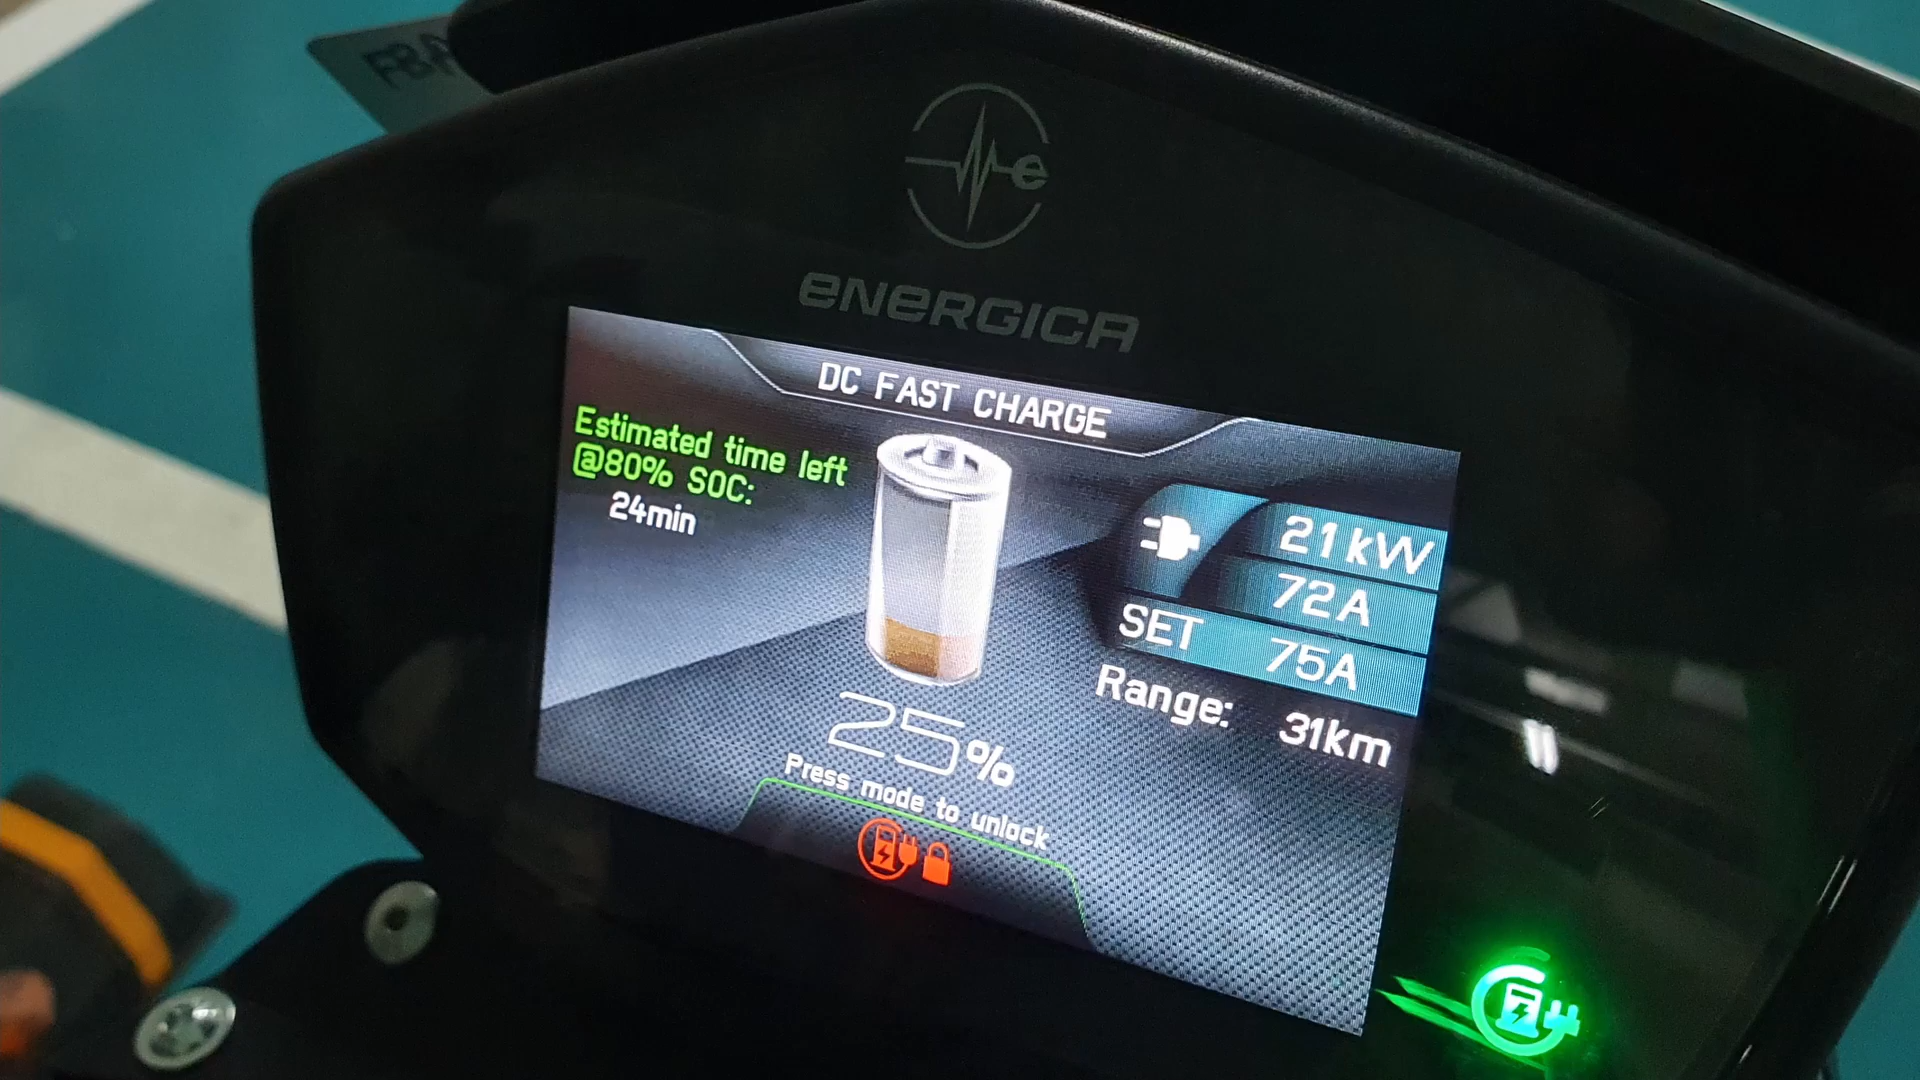 FBA
e
eNeRGICA
DC FAST CHARGE
Estimated time left
@80% SOC:
24min
21kW
72A
SET 75A
Range: 31km
25%
Press mode to unlock